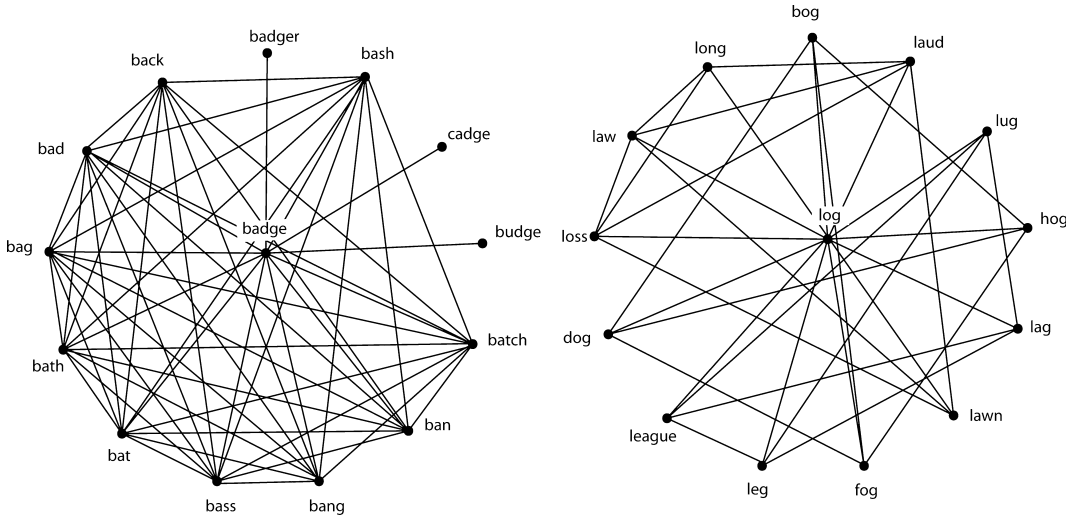 badger
back
bash
cadge
bad
badge
budge
bag
batch
bath
ban
bat
bass
bang
bog
long
laud
lug
law
log
hog
loss
lag
dog
lawn
league
leg
fog